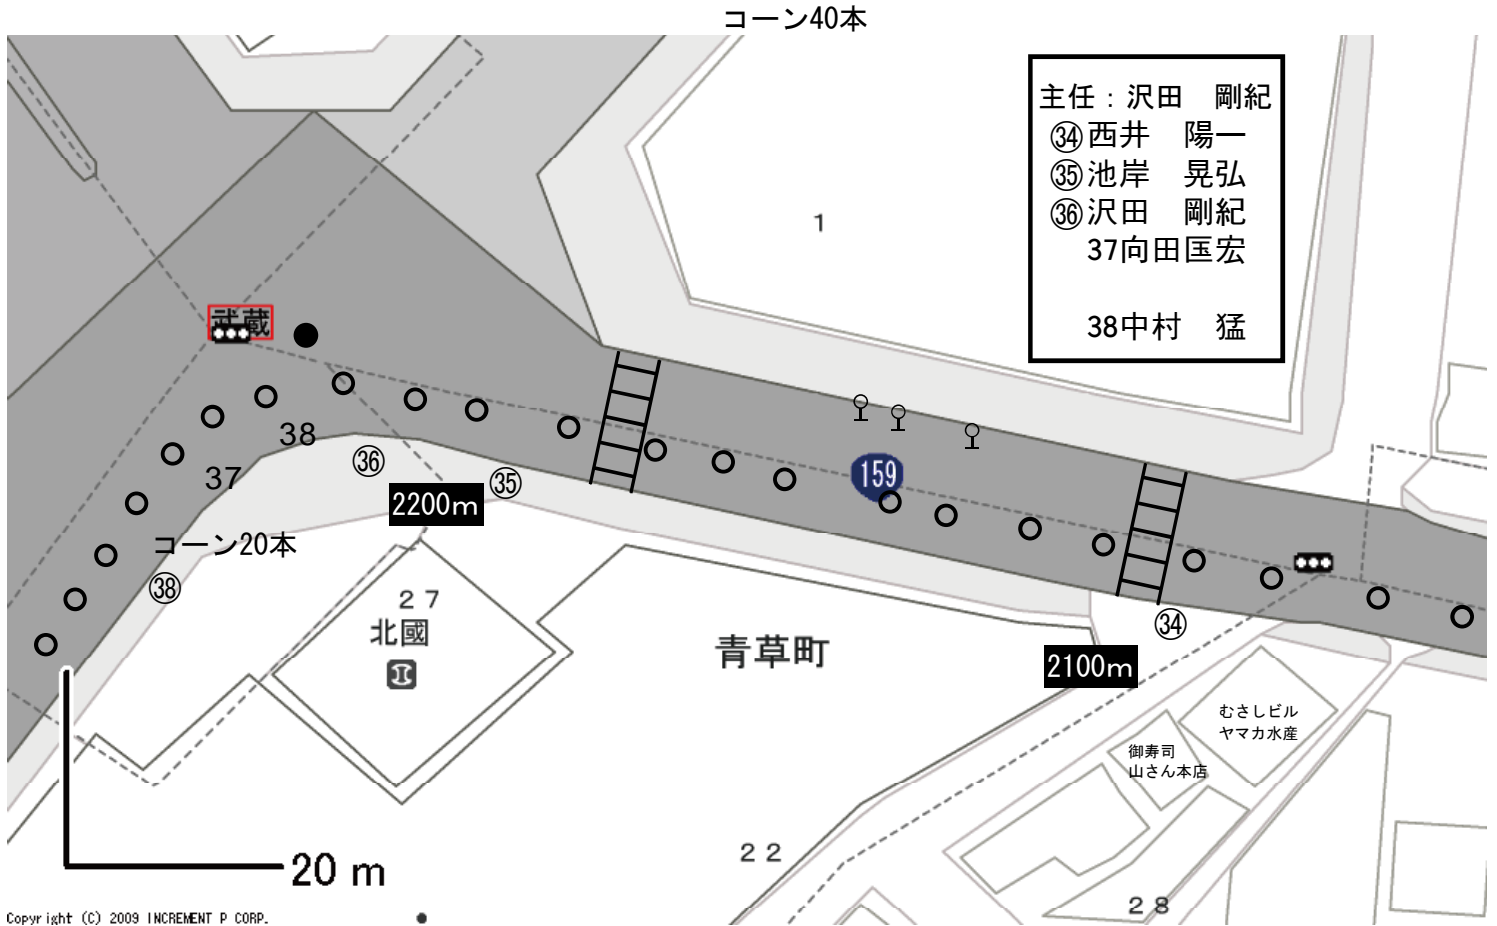 コーン40本
主任：沢田　剛紀
㉞西井　陽一
㉟池岸　晃弘
㊱沢田　剛紀
37向田匡宏
38中村　猛
1
武蔵
38
37
㊱
㉟
159
2200m
コーン20本
㊳
27
北國
青草町
㉞
2100m
むさしビル
ヤマカ水産
御寿司
山さん本店
22
20 m
28
Copyright (C) 2009 INCREMENT P CORP.